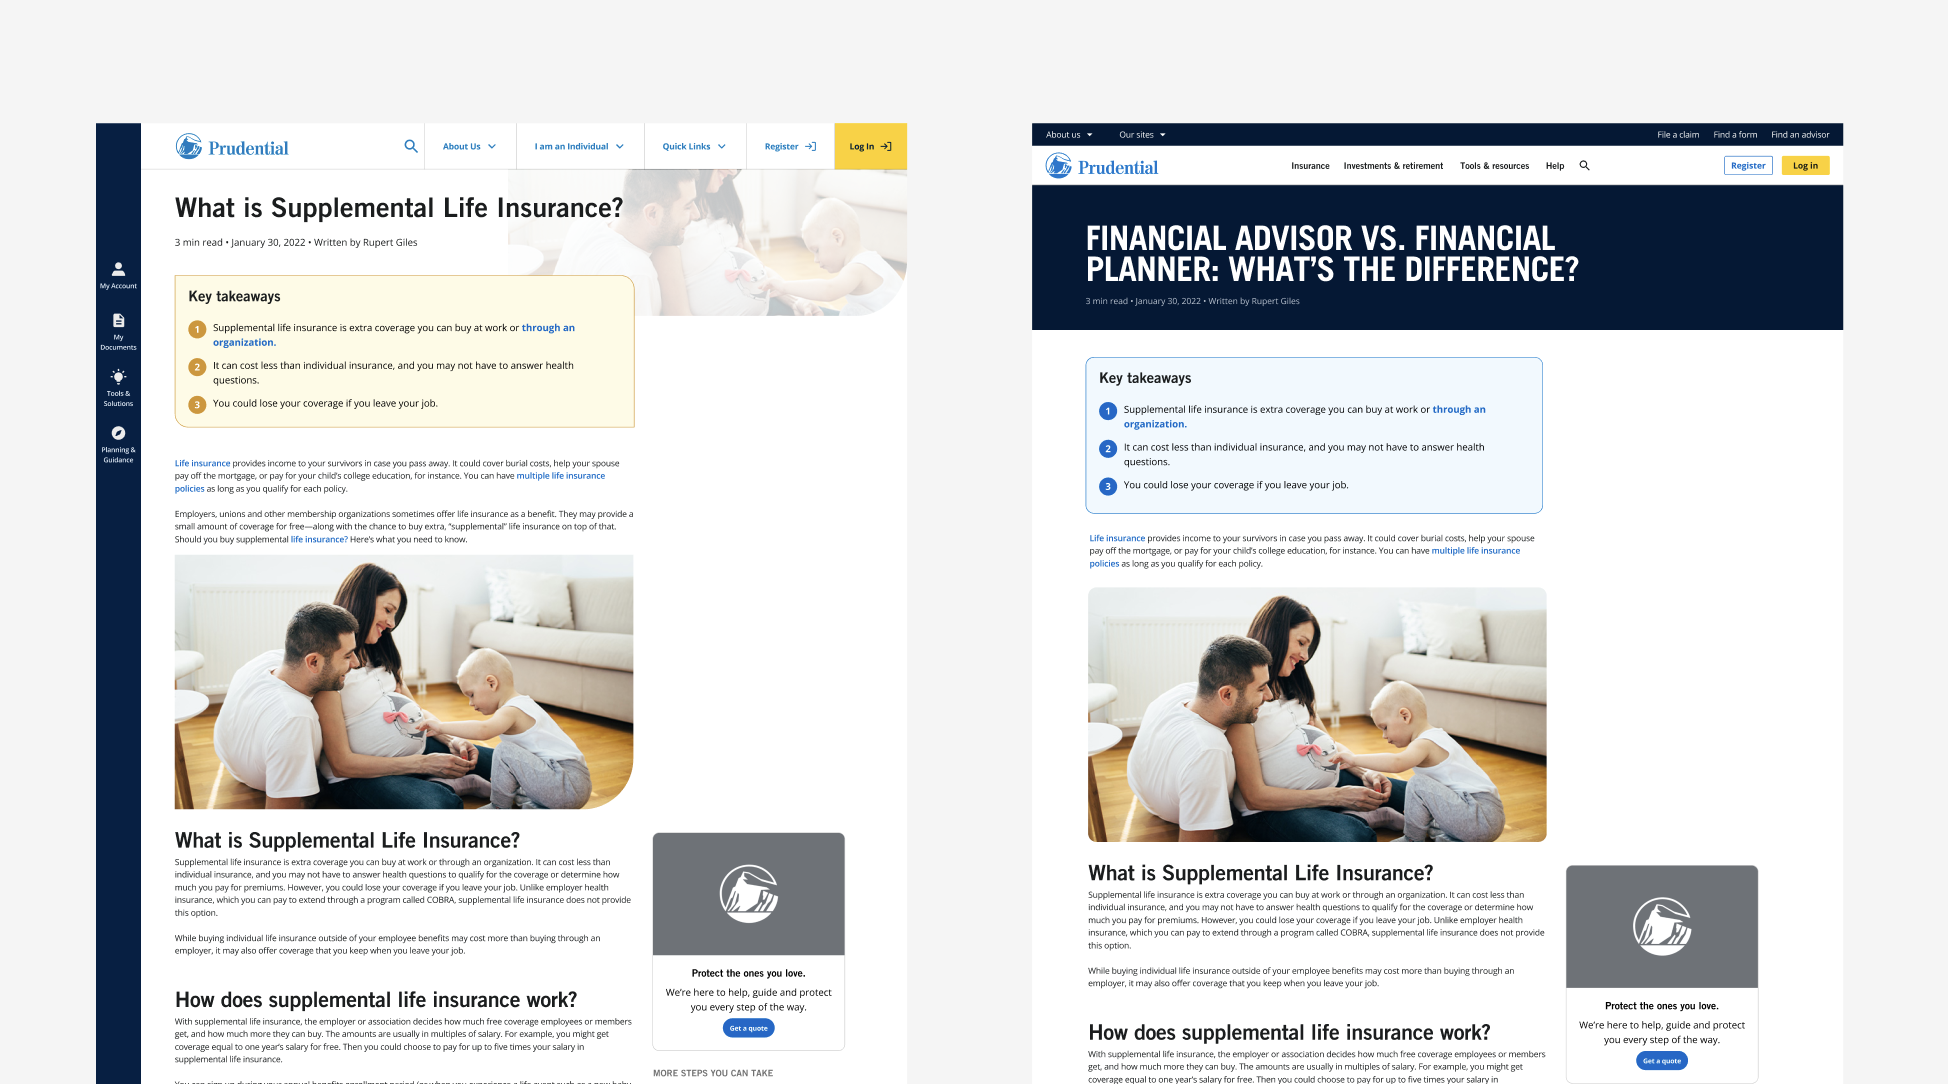 Prudential
About Us
I am an Individual
Quick Links
Register
Log In
My Account
My
Documents
Tools &
Solutions
Planning &
Guidance
What is Supplemental Life Insurance?
3 min read • January 30, 2022 • Written by Rupert Giles
Key takeaways
1 Supplemental life insurance is extra coverage you can buy at work or through an
organization.
2 It can cost less than individual insurance, and you may not have to answer health
questions.
3 You could lose your coverage if you leave your job.
Life insurance provides income to your survivors in case you pass away. It could cover burial costs, help your spouse
pay off the mortgage, or pay for your child's college education, for instance. You can have multiple life insurance
policies as long as you qualify for each policy.
Employers, unions and other membership organizations sometimes offer life insurance as a benefit. They may provide a
small amount of coverage for free—along with the chance to buy extra, "supplemental" life insurance on top of that.
Should you buy supplemental life insurance? Here's what you need to know.
What is Supplemental Life Insurance?
Supplemental life insurance is extra coverage you can buy at work or through an organization. It can cost less than
individual insurance, and you may not have to answer health questions to qualify for the coverage or determine how
much you pay for premiums. However, you could lose your coverage if you leave your job. Unlike employer health
insurance, which you can pay to extend through a program called COBRA, supplemental life insurance does not provide
this option.
While buying individual life insurance outside of your employee benefits may cost more than buying through an
employer, it may also offer coverage that you keep when you leave your job.
How does supplemental life insurance work?
With supplemental life insurance, the employer or association decides how much free coverage employees or members
get, and how much more they can buy. The amounts are usually in multiples of salary. For example, you might get
coverage equal to one year's salary for free. Then you could choose to pay for up to five times your salary in
supplemental life insurance.
Protect the ones you love.
We're here to help, guide and protect
you every step of the way.
Get a quote
MORE STEPS YOU CAN TAKE
About us
Our sites
File a claim
Find a form
Find an advisor
Prudential
Insurance
Investments & retirement
Tools & resources
Help
Register
Log in
FINANCIAL ADVISOR VS. FINANCIAL
PLANNER: WHAT'S THE DIFFERENCE?
3 min read • January 30, 2022 • Written by Rupert Giles
Key takeaways
1 Supplemental life insurance is extra coverage you can buy at work or through an
organization.
2 It can cost less than individual insurance, and you may not have to answer health
questions.
3 You could lose your coverage if you leave your job.
Life insurance provides income to your survivors in case you pass away. It could cover burial costs, help your spouse
pay off the mortgage, or pay for your child's college education, for instance. You can have multiple life insurance
policies as long as you qualify for each policy.
What is Supplemental Life Insurance?
Supplemental life insurance is extra coverage you can buy at work or through an organization. It can cost less than
individual insurance, and you may not have to answer health questions to qualify for the coverage or determine how
much you pay for premiums. However, you could lose your coverage if you leave your job. Unlike employer health
insurance, which you can pay to extend through a program called COBRA, supplemental life insurance does not provide
this option.
While buying individual life insurance outside of your employee benefits may cost more than buying through an
employer, it may also offer coverage that you keep when you leave your job.
How does supplemental life insurance work?
With supplemental life insurance, the employer or association decides how much free coverage employees or members
get, and how much more they can buy. The amounts are usually in multiples of salary. For example, you might get
coverage equal to one year's salary for free. Then you could choose to pay for up to five times your salary in
Protect the ones you love.
We're here to help, guide and protect
you every step of the way.
Get a quote